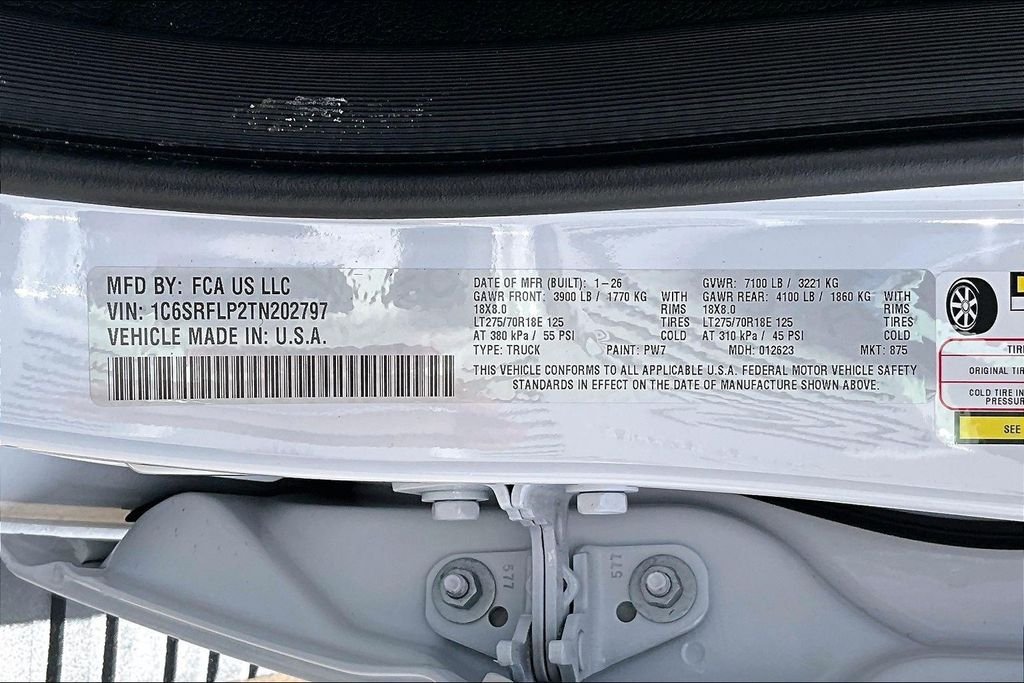 MFD BY: FCA US LLC
VIN: 1C6SRFLP2TN202797
VEHICLE MADE IN: U.S.A.
DATE OF MFR (BUILT): 1-26
GAWR FRONT: 3900 LB / 1770 KG WITH
18X8.0 RIMS
LT275/70R18E 125 TIRES
AT 380 kPa / 55 PSI COLD
TYPE: TRUCK PAINT: PW7
GVWR: 7100 LB / 3221 KG
GAWR REAR: 4100 LB / 1860 KG WITH
18X8.0 RIMS
LT275/70R18E 125 TIRES
AT 310 kPa / 45 PSI COLD
MDH: 012623 MKT: 875
THIS VEHICLE CONFORMS TO ALL APPLICABLE U.S.A. FEDERAL MOTOR VEHICLE SAFETY
STANDARDS IN EFFECT ON THE DATE OF MANUFACTURE SHOWN ABOVE.
TIR
ORIGINAL TIR
COLD TIRE IN
PRESSUR
SEE
577
577